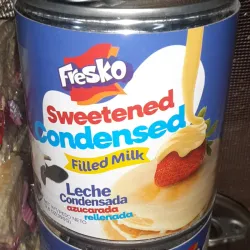 Fresko
Sweetened
Condensed
Filled Milk
Leche
Condensada
azucarada
rellenada